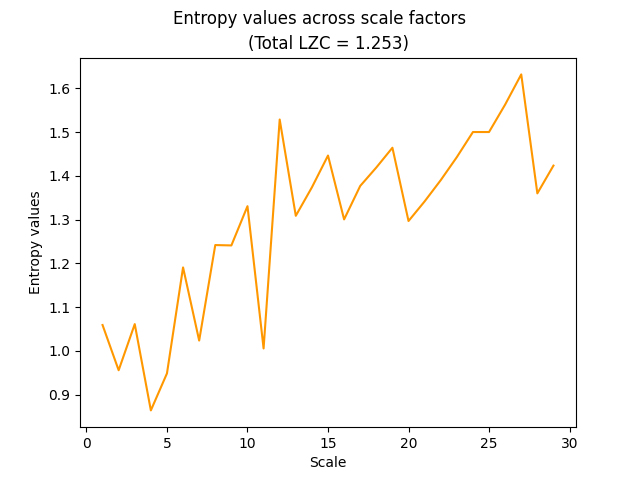 Entropy values across scale factors
(Total LZC = 1.253)
1.6
1.5
1.4
1.3
1.2
1.1
1.0
0.9
Entropy values
0 5 10 15 20 25 30
Scale